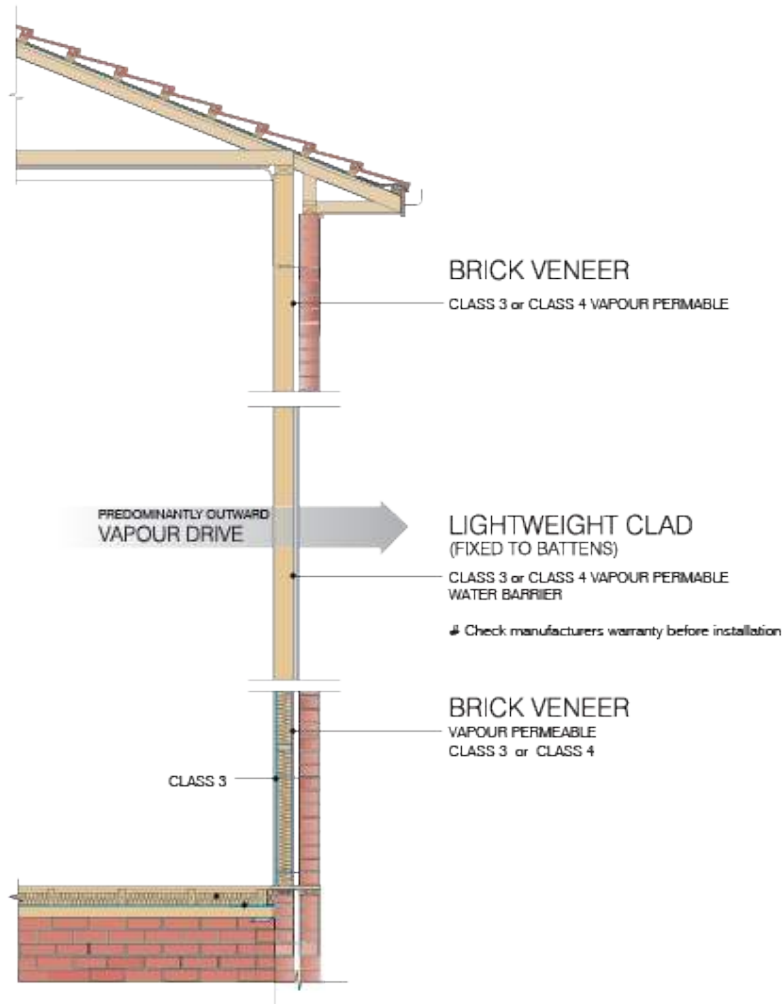 BRICK VENEER
CLASS 3 or CLASS 4 VAPOUR PERMABLE
PREDOMINANTLY OUTWARD
VAPOUR DRIVE
LIGHTWEIGHT CLAD
(FIXED TO BATTENS)
CLASS 3 or CLASS 4 VAPOUR PERMABLE
WATER BARRIER
Check manufacturers warranty before installation
BRICK VENEER
VAPOUR PERMEABLE
CLASS 3 or CLASS 4
CLASS 3